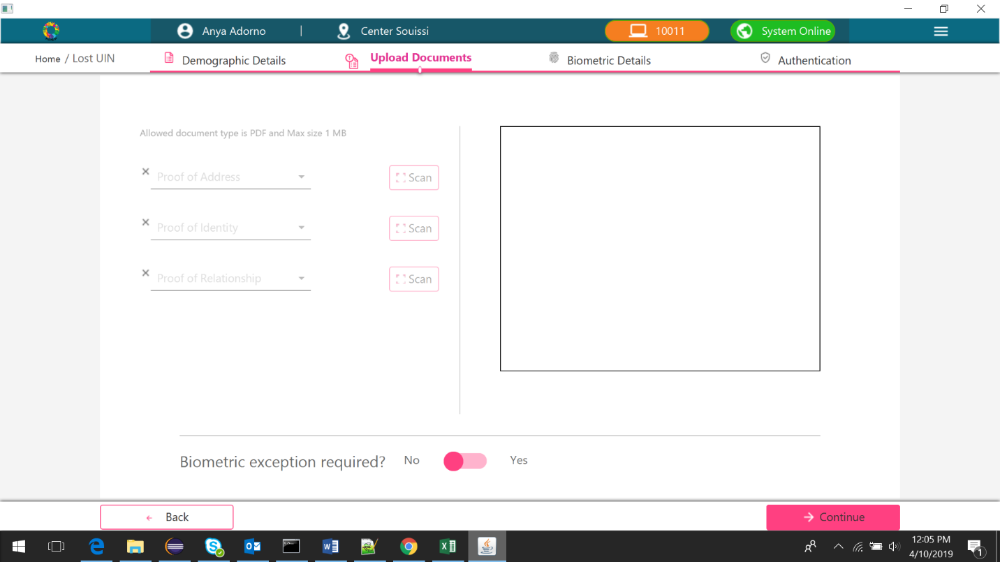 Anya Adorno | Center Souissi 10011 System Online
Home / Lost UIN Demographic Details Upload Documents Biometric Details Authentication
Allowed document type is PDF and Max size 1 MB
Proof of Address Scan
Proof of Identity Scan
Proof of Relationship Scan
Biometric exception required? No Yes
Back Continue
12:05 PM
4/10/2019
1